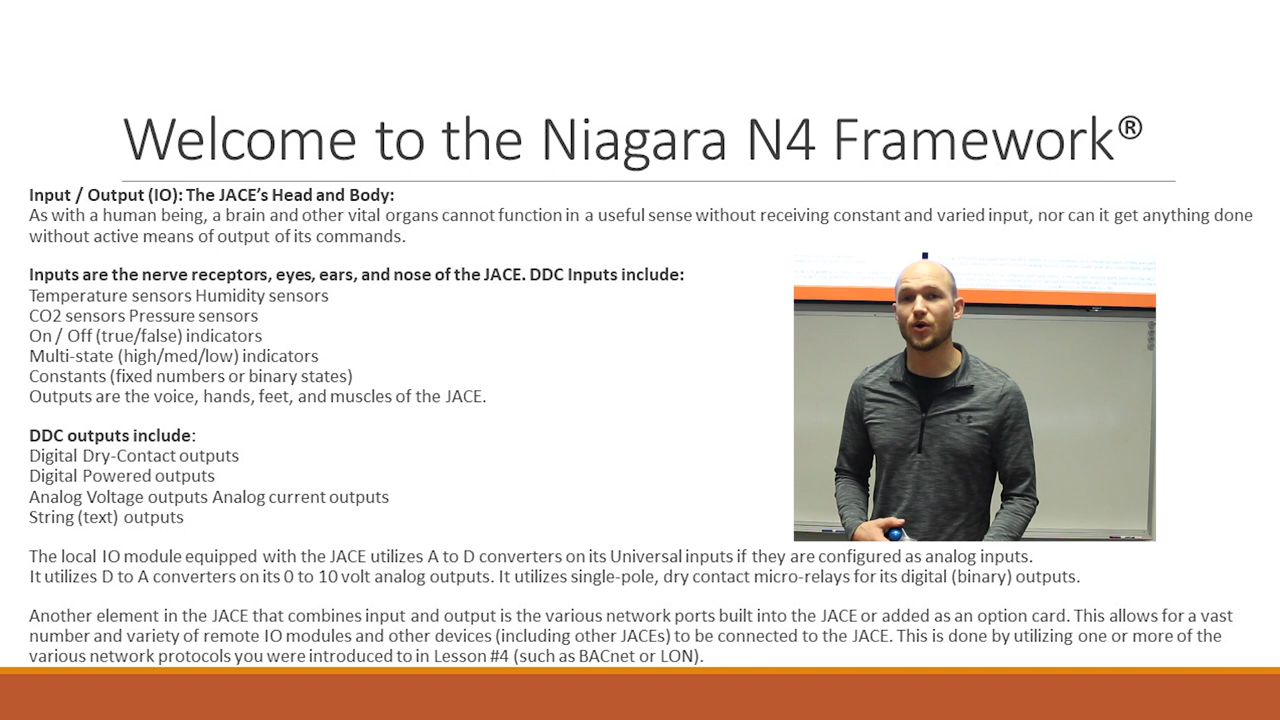 Welcome to the Niagara N4 Framework®
Input / Output (IO): The JACE's Head and Body:
As with a human being, a brain and other vital organs cannot function in a useful sense without receiving constant and varied input, nor can it get anything done
without active means of output of its commands.
Inputs are the nerve receptors, eyes, ears, and nose of the JACE. DDC Inputs include:
Temperature sensors Humidity sensors
CO2 sensors Pressure sensors
On / Off (true/false) indicators
Multi-state (high/med/low) indicators
Constants (fixed numbers or binary states)
Outputs are the voice, hands, feet, and muscles of the JACE.
DDC outputs include:
Digital Dry-Contact outputs
Digital Powered outputs
Analog Voltage outputs Analog current outputs
String (text) outputs
The local IO module equipped with the JACE utilizes A to D converters on its Universal inputs if they are configured as analog inputs.
It utilizes D to A converters on its 0 to 10 volt analog outputs. It utilizes single-pole, dry contact micro-relays for its digital (binary) outputs.
Another element in the JACE that combines input and output is the various network ports built into the JACE or added as an option card. This allows for a vast
number and variety of remote IO modules and other devices (including other JACEs) to be connected to the JACE. This is done by utilizing one or more of the
various network protocols you were introduced to in Lesson #4 (such as BACnet or LON).